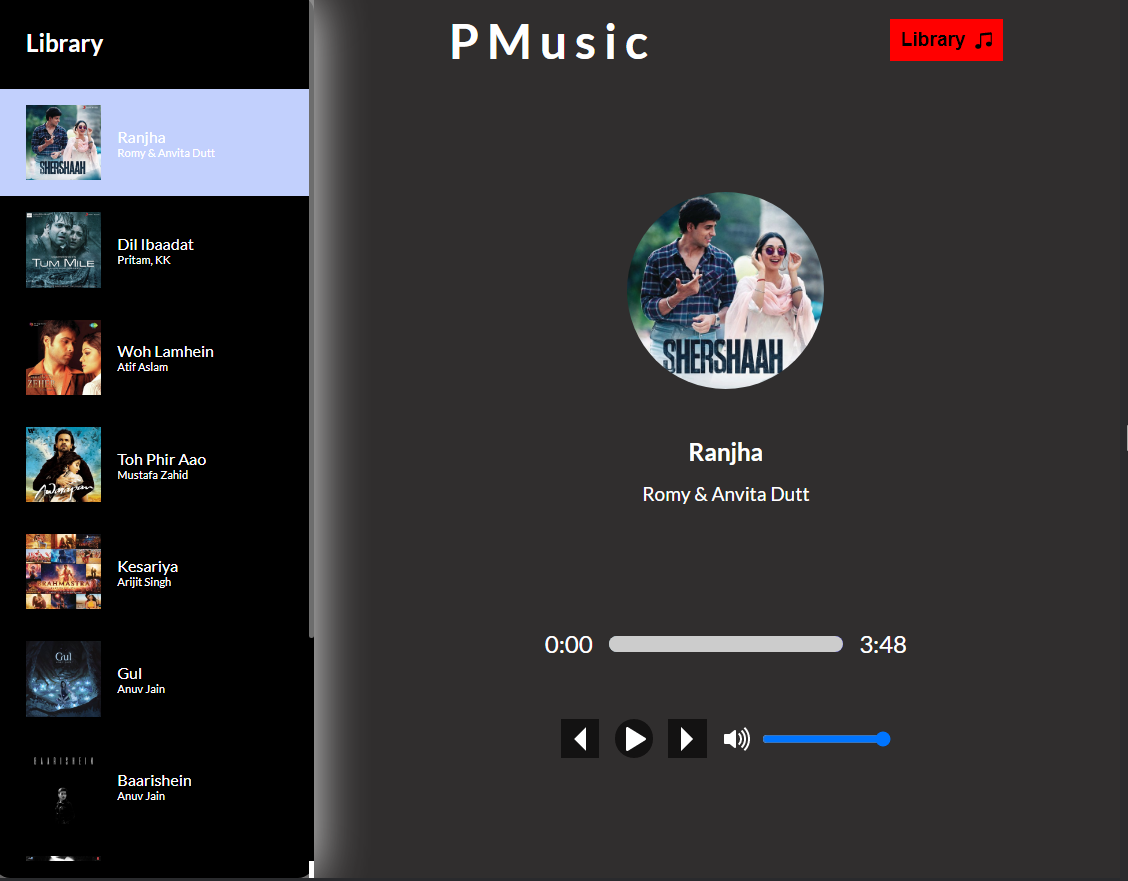 Library
SHERSHAAH
Ranjha
Romy & Anvita Dutt
TUM MILE
Dil Ibaadat
Pritam, KK
ZEHER
Woh Lamhein
Atif Aslam
Toh Phir Aao
Mustafa Zahid
BRAHMASTRA
Kesariya
Arijit Singh
Gul
Gul
Anuv Jain
BAARISHEIN
Baarishein
Anuv Jain
PMusic
Library
SHERSHAAH
Ranjha
Romy & Anvita Dutt
0:00
3:48